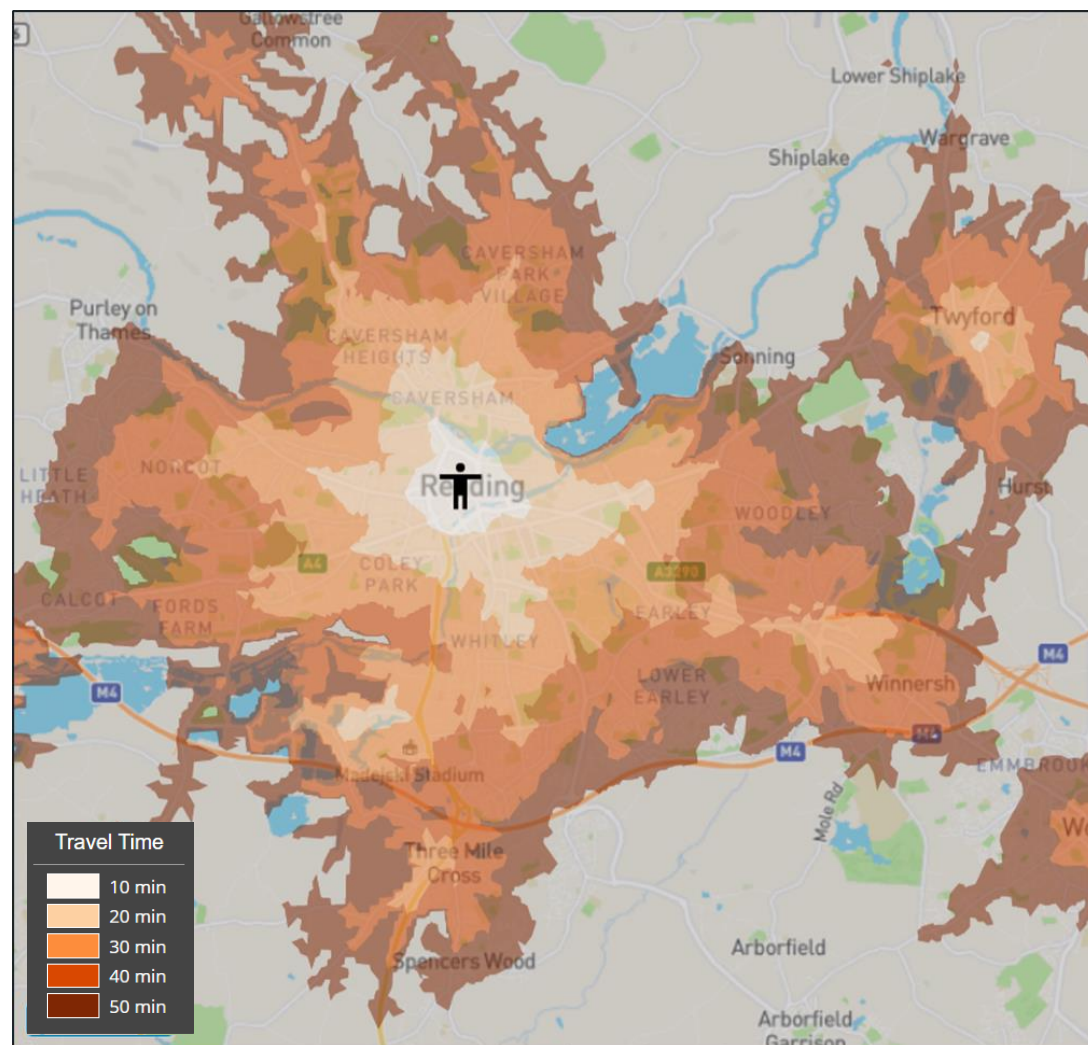 Gallowstree
Common
Lower Shiplake
Wargrave
Shiplake
CAVERSHAM
PARK
VILLAGE
Purley on
Thames
Twyford
CAVERSHAM
HEIGHTS
Sonning
CAVERSHAM
NORCOT
LITTLE
HEATH
Reading
Hurst
WOODLEY
A4
COLEY
PARK
A3290
CALCOT
FORDS
FARM
EARLEY
WHITLEY
M4
LOWER
EARLEY
Winnersh
M4
M4
M4
EMMBROOK
Madejski Stadium
Mole Rd
Three Mile
Cross
Arborfield
Spencers Wood
Arborfield
Garrison
Travel Time
10 min
20 min
30 min
40 min
50 min